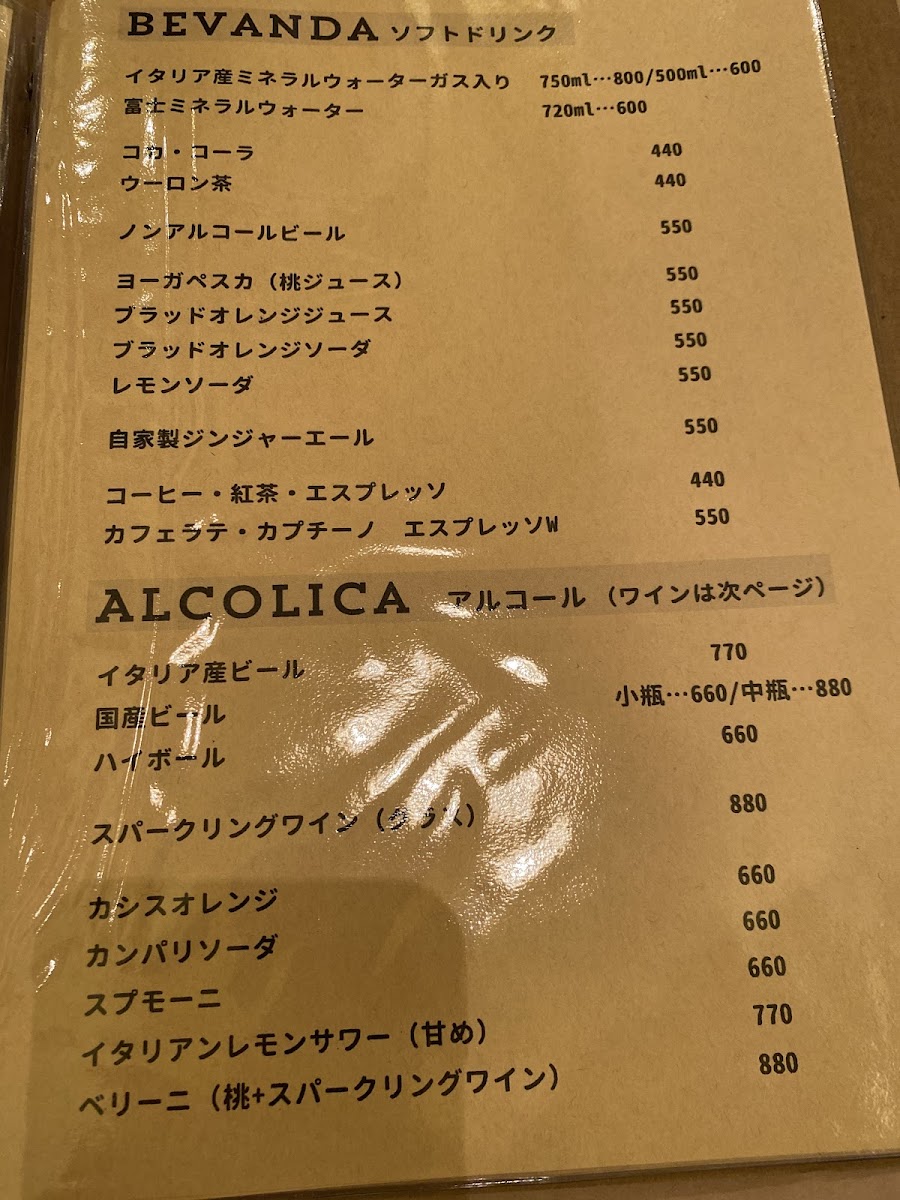 BEVANDA ソフトドリンク
イタリア産ミネラルウォーターガス入り 750ml…800/500ml…600
富士ミネラルウォーター 720ml…600
コカ・コーラ 440
ウーロン茶 440
ノンアルコールビール 550
ヨーガペスカ（桃ジュース） 550
ブラッドオレンジジュース 550
ブラッドオレンジソーダ 550
レモンソーダ 550
自家製ジンジャーエール 550
コーヒー・紅茶・エスプレッソ 440
カフェラテ・カプチーノ エスプレッソW 550
ALCOLICA アルコール （ワインは次ページ）
イタリア産ビール 770
国産ビール 小瓶…660/中瓶…880
ハイボール 660
スパークリングワイン（グラス） 880
カシスオレンジ 660
カンパリソーダ 660
スプモーニ 660
イタリアンレモンサワー（甘め） 770
ベリーニ（桃+スパークリングワイン） 880